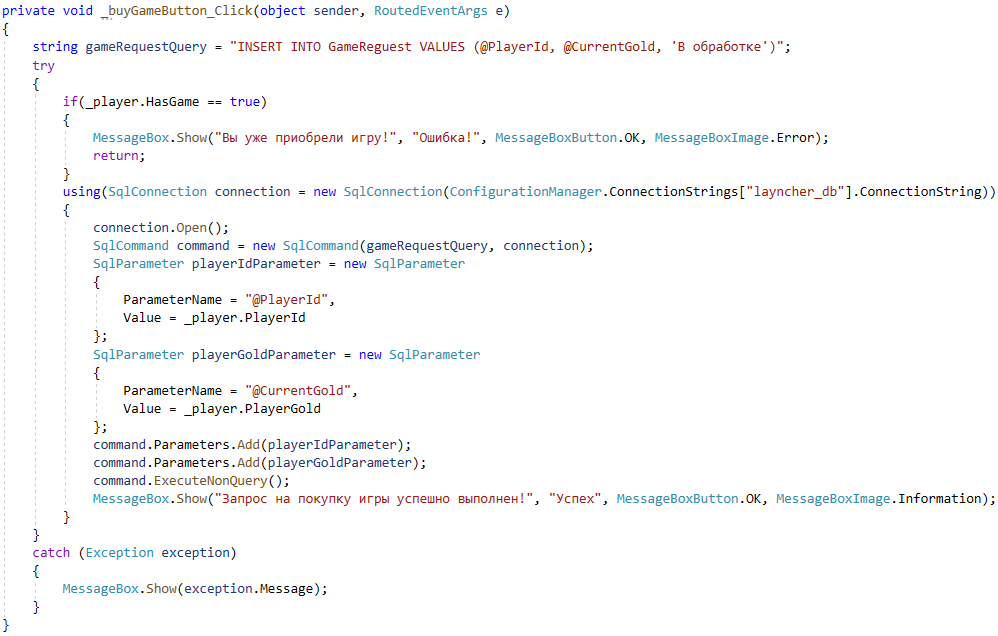 private void _buyGameButton_Click(object sender, RoutedEventArgs e)
{
string gameRequestQuery = "INSERT INTO GameReguest VALUES (@PlayerId, @CurrentGold, 'В обработке')";
try
{
if(_player.HasGame == true)
{
MessageBox.Show("Вы уже приобрели игру!", "Ошибка!", MessageBoxButton.OK, MessageBoxImage.Error);
return;
}
using(SqlConnection connection = new SqlConnection(ConfigurationManager.ConnectionStrings["layncher_db"].ConnectionString))
{
connection.Open();
SqlCommand command = new SqlCommand(gameRequestQuery, connection);
SqlParameter playerIdParameter = new SqlParameter
{
ParameterName = "@PlayerId",
Value = _player.PlayerId
};
SqlParameter playerGoldParameter = new SqlParameter
{
ParameterName = "@CurrentGold",
Value = _player.PlayerGold
};
command.Parameters.Add(playerIdParameter);
command.Parameters.Add(playerGoldParameter);
command.ExecuteNonQuery();
MessageBox.Show("Запрос на покупку игры успешно выполнен!", "Успех", MessageBoxButton.OK, MessageBoxImage.Information);
}
}
catch (Exception exception)
{
MessageBox.Show(exception.Message);
}
}